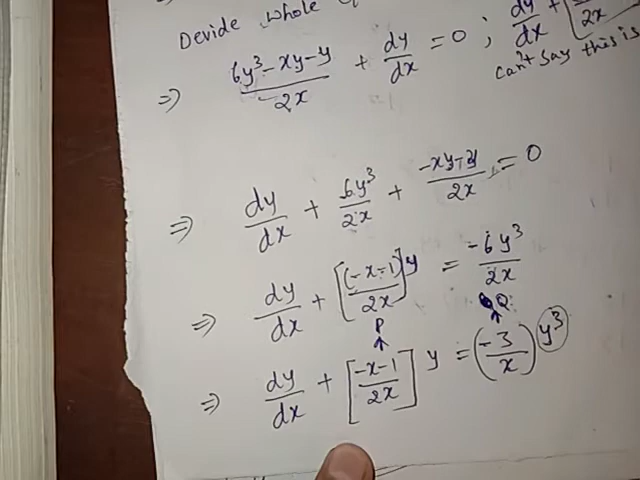 Devide whole
⇒ (6y³ - xy - y)/2x + dy/dx = 0 ; dy/dx + [ /2x
can't say this is
⇒ dy/dx + 6y³/2x + (-xy - y)/2x = 0
⇒ dy/dx + [(-x-1)/2x] y = -6y³/2x
P Q
⇒ dy/dx + [(-x-1)/2x] y = (-3/x) y³